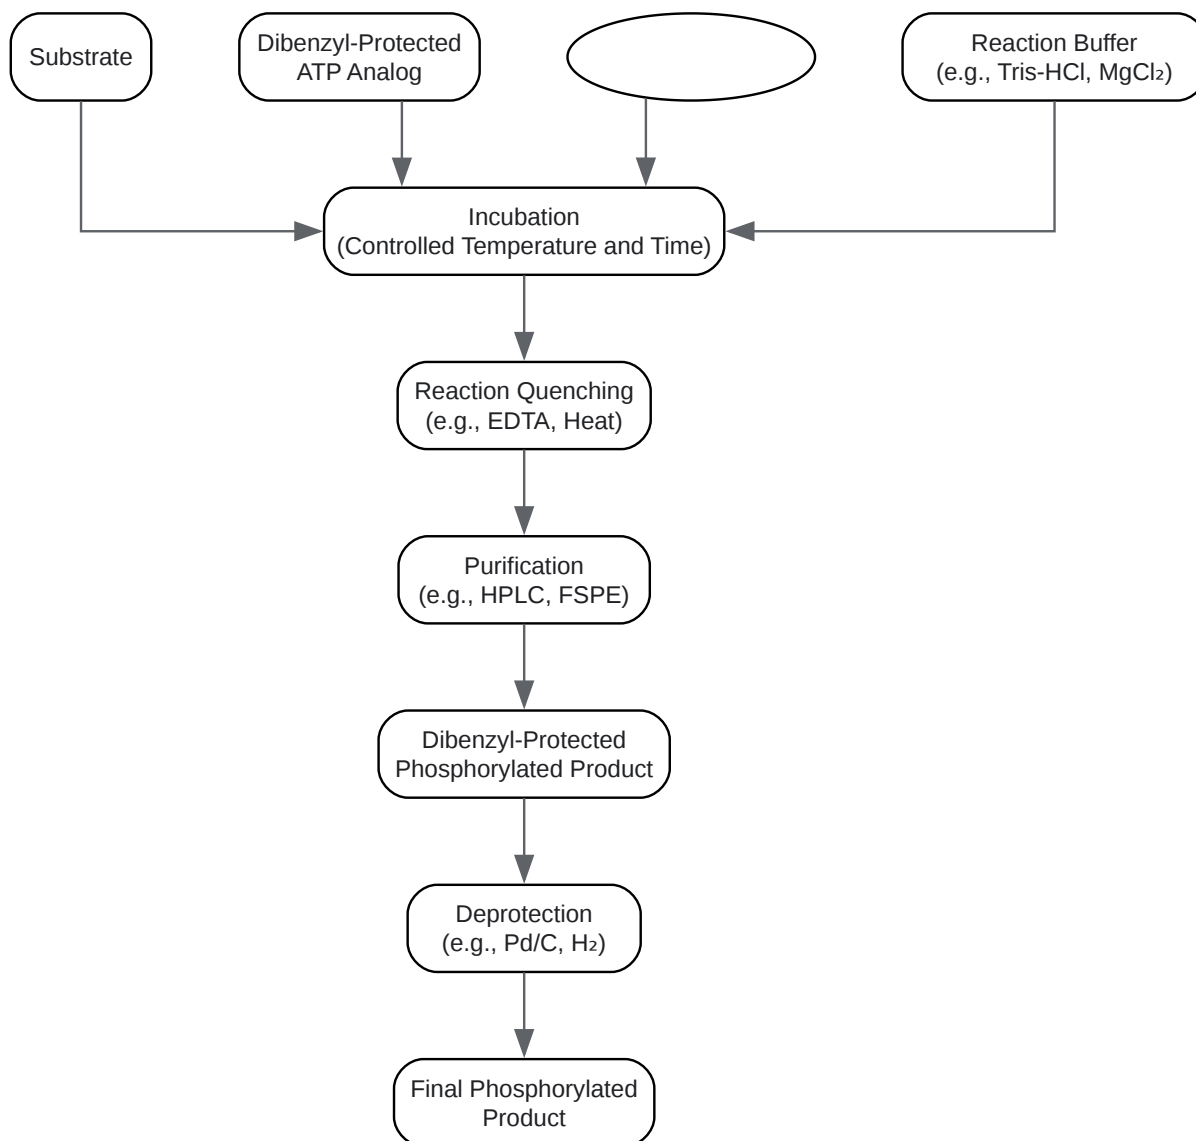 Substrate
Dibenzyl-Protected
ATP Analog
Reaction Buffer
(e.g., Tris-HCl, MgCl₂)
Incubation
(Controlled Temperature and Time)
Reaction Quenching
(e.g., EDTA, Heat)
Purification
(e.g., HPLC, FSPE)
Dibenzyl-Protected
Phosphorylated Product
Deprotection
(e.g., Pd/C, H₂)
Final Phosphorylated
Product